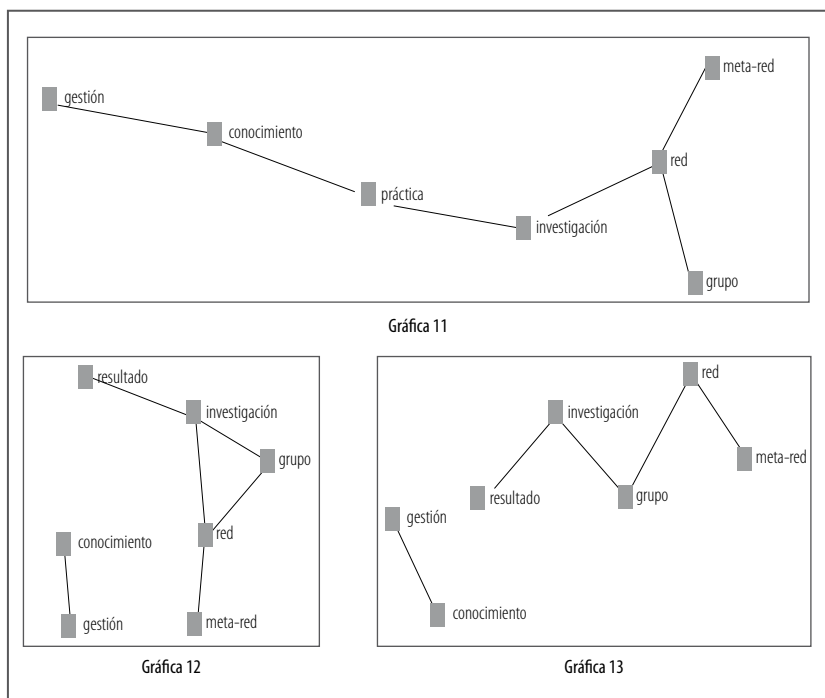 meta-red
gestión
conocimiento
red
práctica
investigación
grupo
Gráfica 11
resultado
investigación
grupo
red
conocimiento
gestión
meta-red
Gráfica 12
red
investigación
meta-red
resultado
grupo
gestión
conocimiento
Gráfica 13